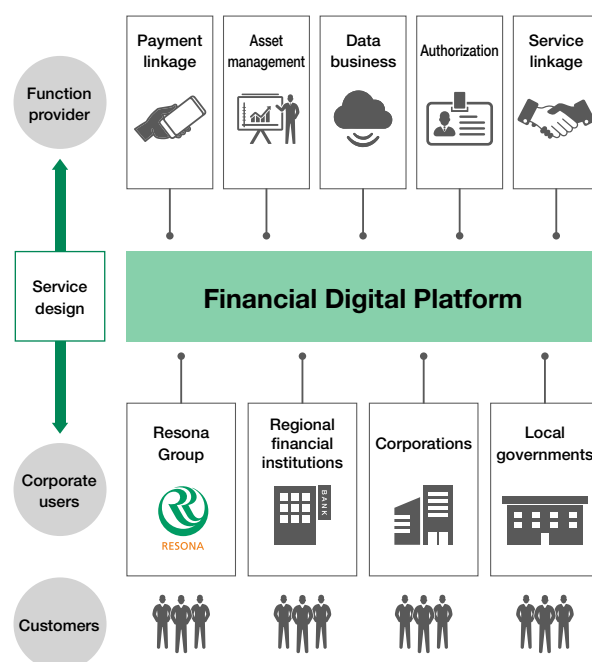 Function
provider
Payment
linkage
Asset
management
Data
business
Authorization
Service
linkage
Service
design
Financial Digital Platform
Corporate
users
Resona
Group
RESONA
Regional
financial
institutions
BANK
Corporations
Local
governments
Customers